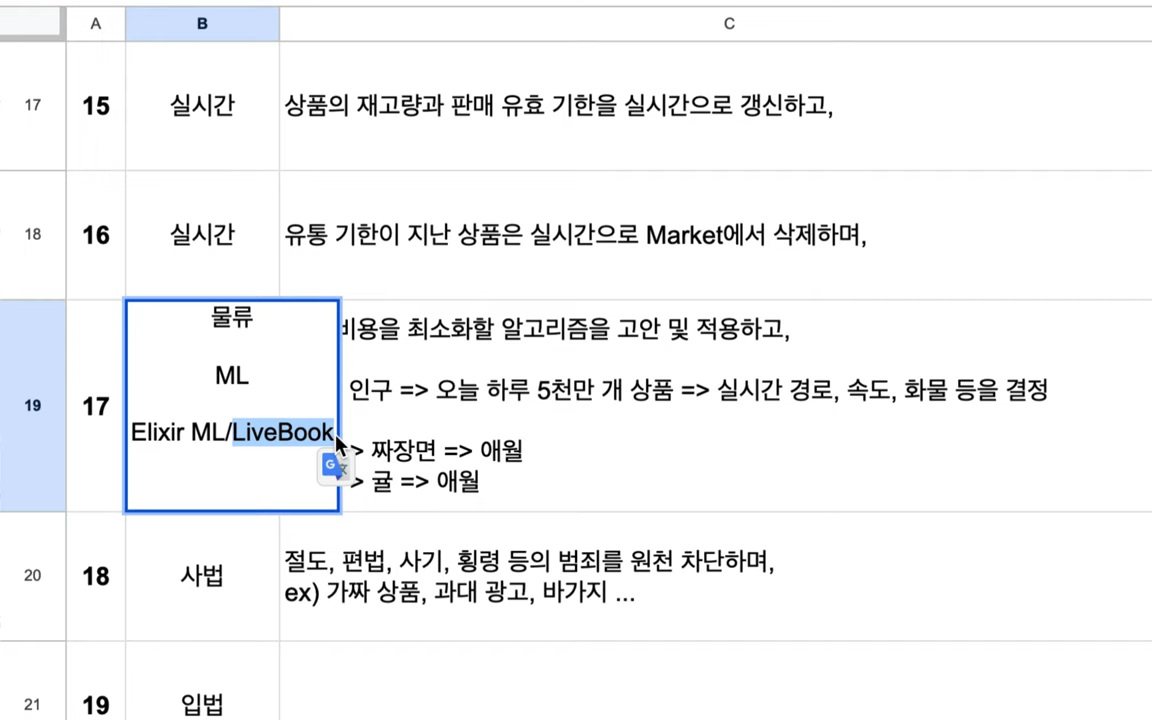 A B C
17 15 실시간 상품의 재고량과 판매 유효 기한을 실시간으로 갱신하고,
18 16 실시간 유통 기한이 지난 상품은 실시간으로 Market에서 삭제하며,
물류
비용을 최소화할 알고리즘을 고안 및 적용하고,
ML
인구 => 오늘 하루 5천만 개 상품 => 실시간 경로, 속도, 화물 등을 결정
19 17
Elixir ML/LiveBook
> 짜장면 => 애월
> 귤 => 애월
절도, 편법, 사기, 횡령 등의 범죄를 원천 차단하며,
20 18 사법
ex) 가짜 상품, 과대 광고, 바가지 ...
21 19 입법